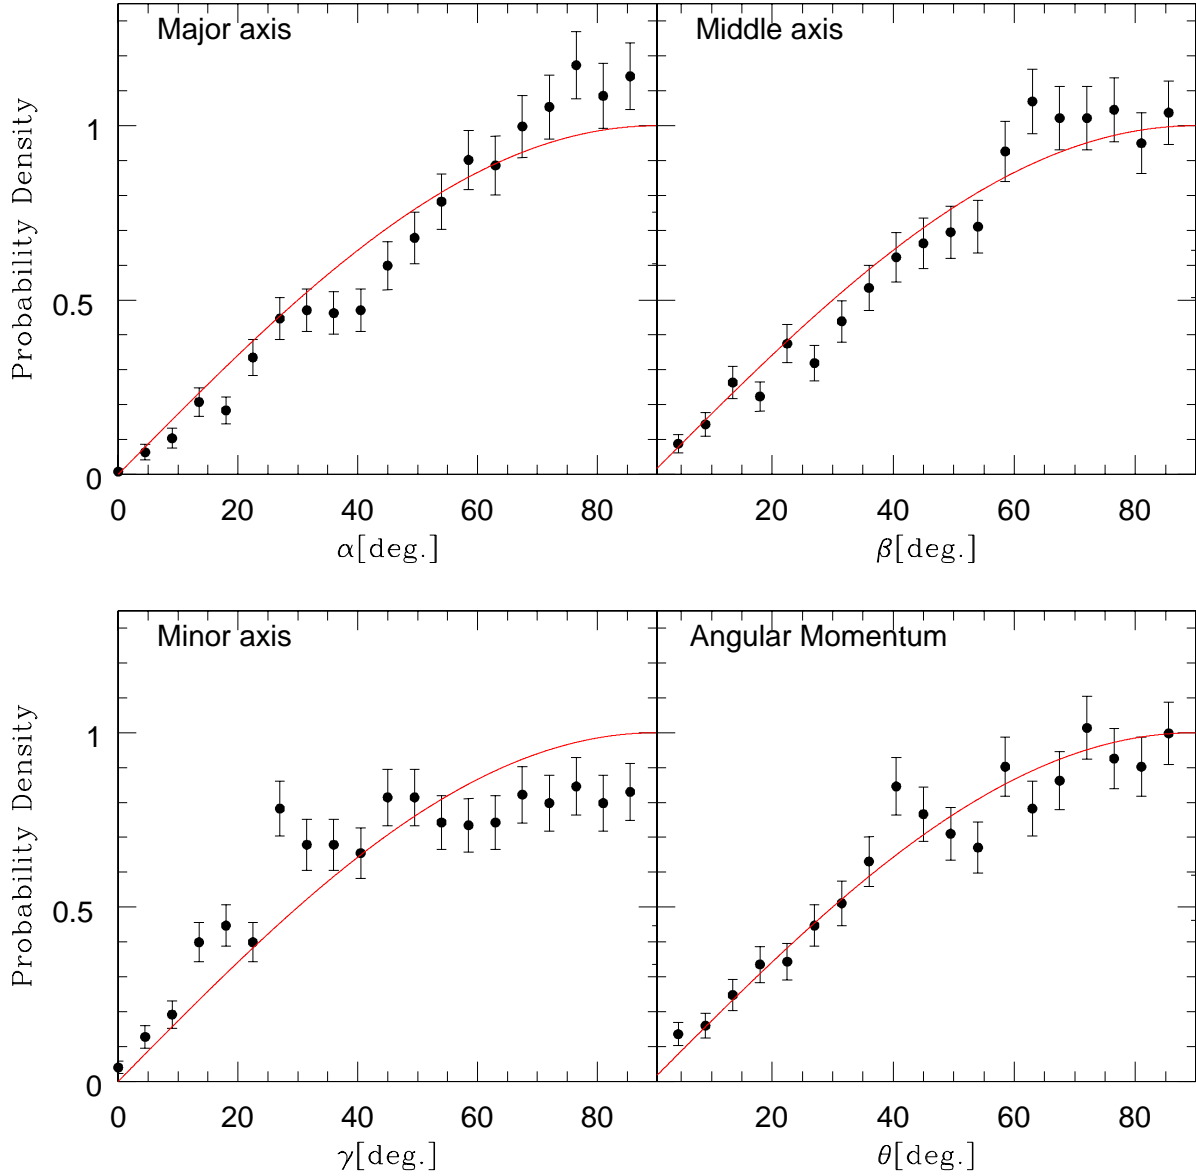 Major axis
Middle axis
Probability Density
1
0.5
0
0 20 40 60 80
20 40 60 80
α[deg.]
β[deg.]
Minor axis
Angular Momentum
Probability Density
1
0.5
0
0 20 40 60 80
20 40 60 80
γ[deg.]
θ[deg.]